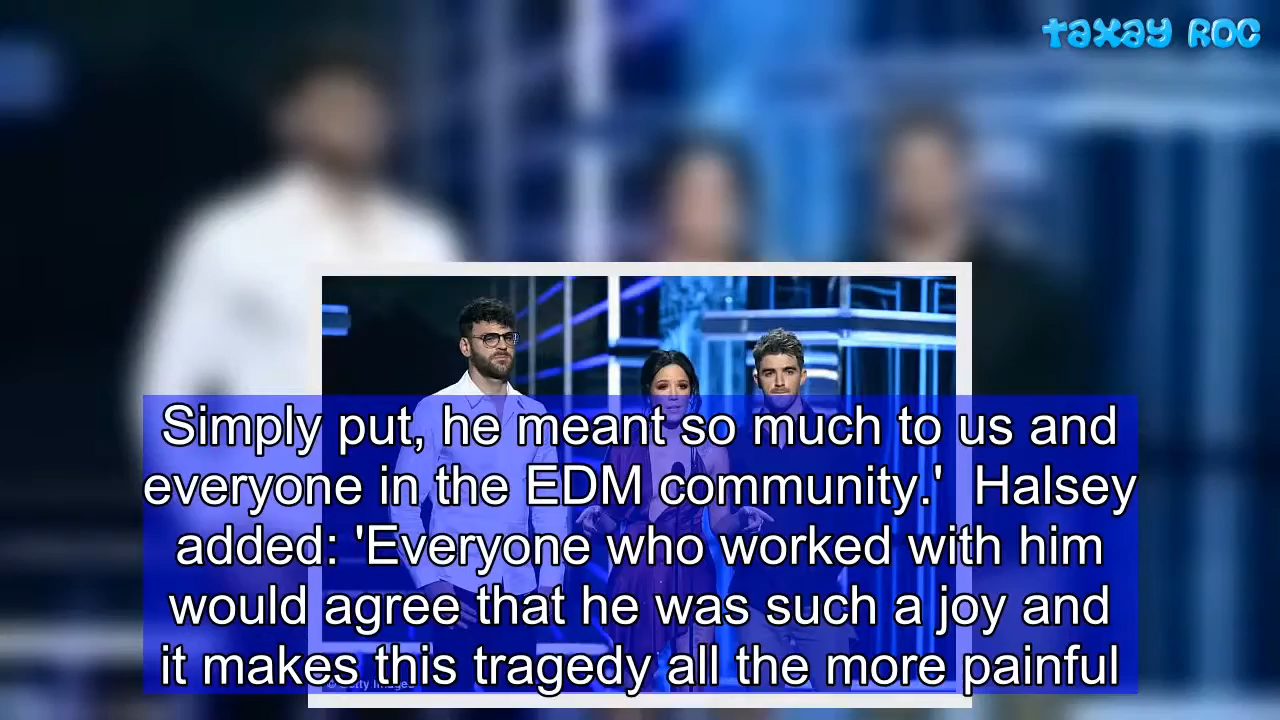 TAXAY ROC
Simply put, he meant so much to us and
everyone in the EDM community.'  Halsey
added: 'Everyone who worked with him
would agree that he was such a joy and
it makes this tragedy all the more painful
© Getty Images